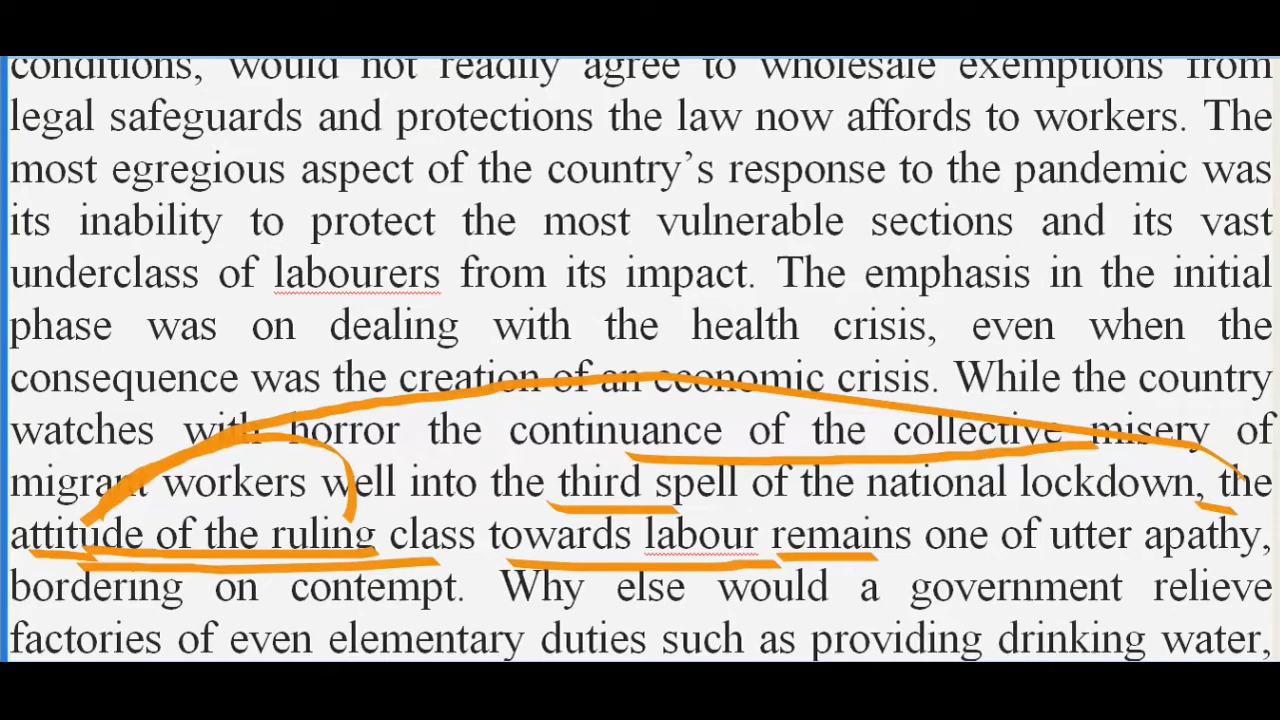 conditions, would not readily agree to wholesale exemptions from
legal safeguards and protections the law now affords to workers. The
most egregious aspect of the country’s response to the pandemic was
its inability to protect the most vulnerable sections and its vast
underclass of labourers from its impact. The emphasis in the initial
phase was on dealing with the health crisis, even when the
consequence was the creation of an economic crisis. While the country
watches with horror the continuance of the collective misery of
migrant workers well into the third spell of the national lockdown, the
attitude of the ruling class towards labour remains one of utter apathy,
bordering on contempt. Why else would a government relieve
factories of even elementary duties such as providing drinking water,